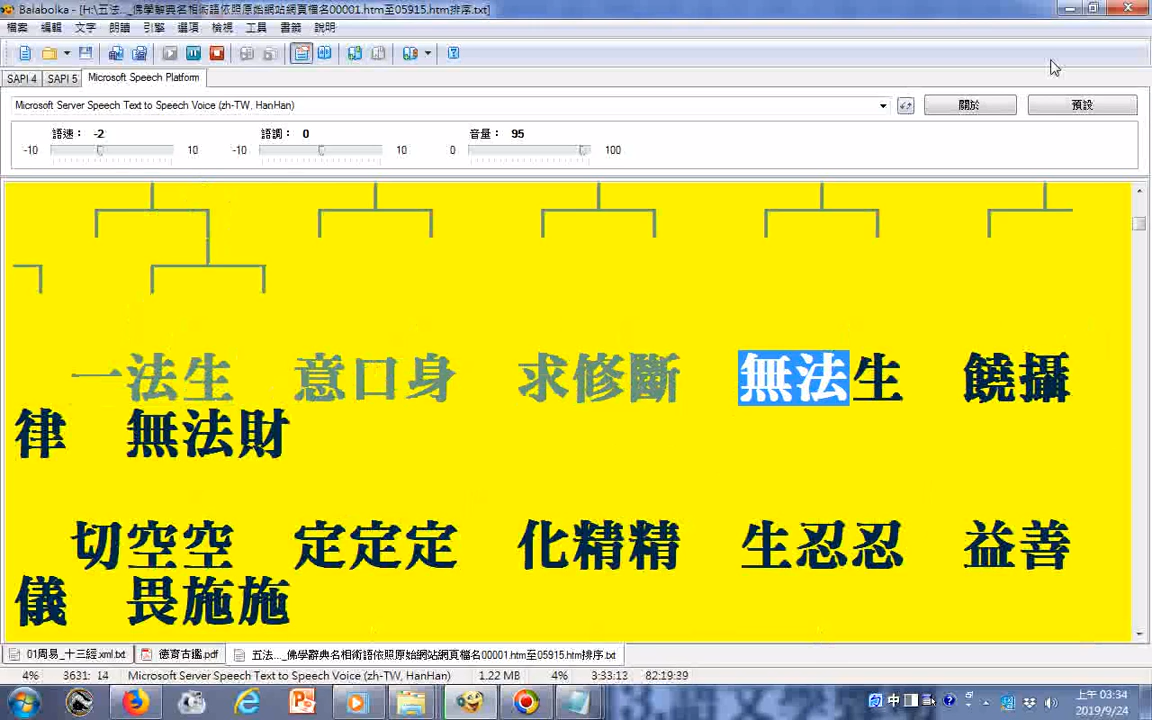 Balabolka - [H:\五法..._佛學辭典名相術語依照原始網站網頁檔名00001.htm至05915.htm排序.txt]
檔案 編輯 文字 朗讀 引擎 選項 檢視 工具 書籤 說明
SAPI 4 SAPI 5 Microsoft Speech Platform
Microsoft Server Speech Text to Speech Voice (zh-TW, HanHan) 關於 預設
語速： -2 語調： 0 音量： 95
-10 10 -10 10 0 100
一法生 意口身 求修斷 無法生 饒攝
律 無法財
切空空 定定定 化精精 生忍忍 益善
儀 畏施施
01周易_十三經.xml.txt 德育古鑑.pdf 五法..._佛學辭典名相術語依照原始網站網頁檔名00001.htm至05915.htm排序.txt
4% 3631: 14 Microsoft Server Speech Text to Speech Voice (zh-TW, HanHan) 1.22 MB 4% 3:33:13 82:19:39
中 上午 03:34
2019/9/24